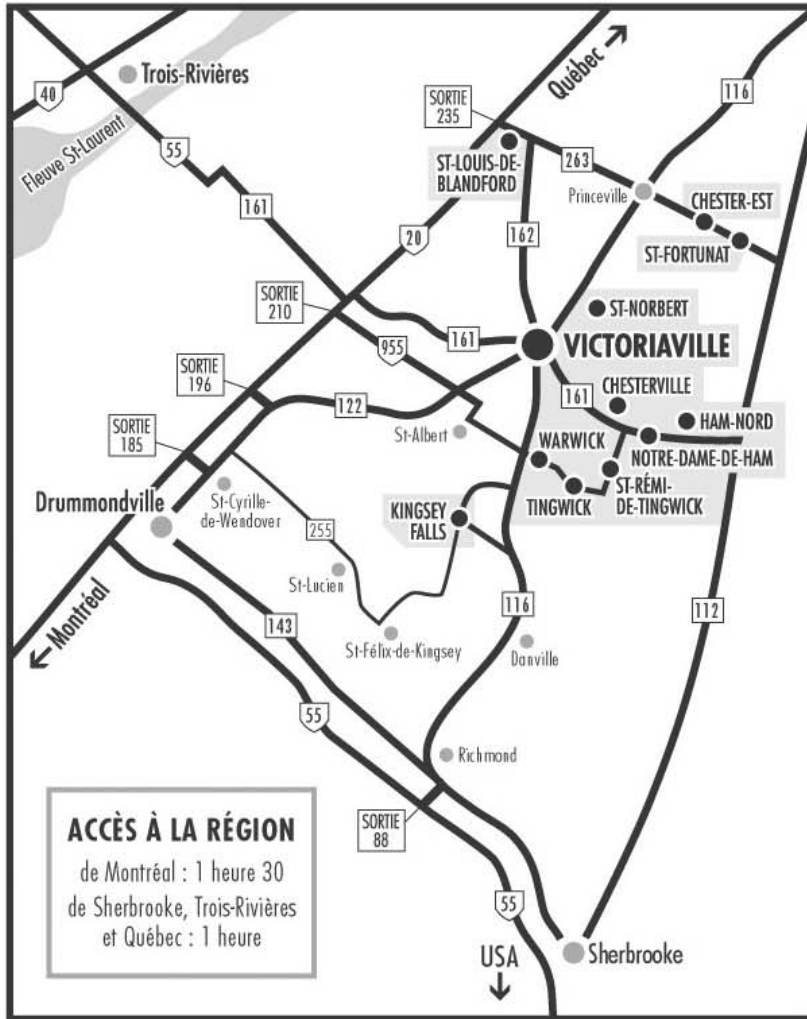 Trois-Rivières
40
Fleuve St-Laurent
55
161
Québec
116
SORTIE
235
ST-LOUIS-DE-
BLANDFORD
263
Princeville
CHESTER-EST
ST-FORTUNAT
20
162
SORTIE
210
ST-NORBERT
955
161
VICTORIAVILLE
SORTIE
196
122
St-Albert
CHESTERVILLE
161
HAM-NORD
SORTIE
185
WARWICK
NOTRE-DAME-DE-HAM
Drummondville
St-Cyrille-
de-Wendover
TINGWICK
ST-RÉMI-
DE-TINGWICK
KINGSEY
FALLS
255
St-Lucien
Montréal
143
St-Félix-de-Kingsey
116
Danville
112
55
Richmond
SORTIE
88
ACCÈS À LA RÉGION
de Montréal : 1 heure 30
de Sherbrooke, Trois-Rivières
et Québec : 1 heure
55
USA
Sherbrooke